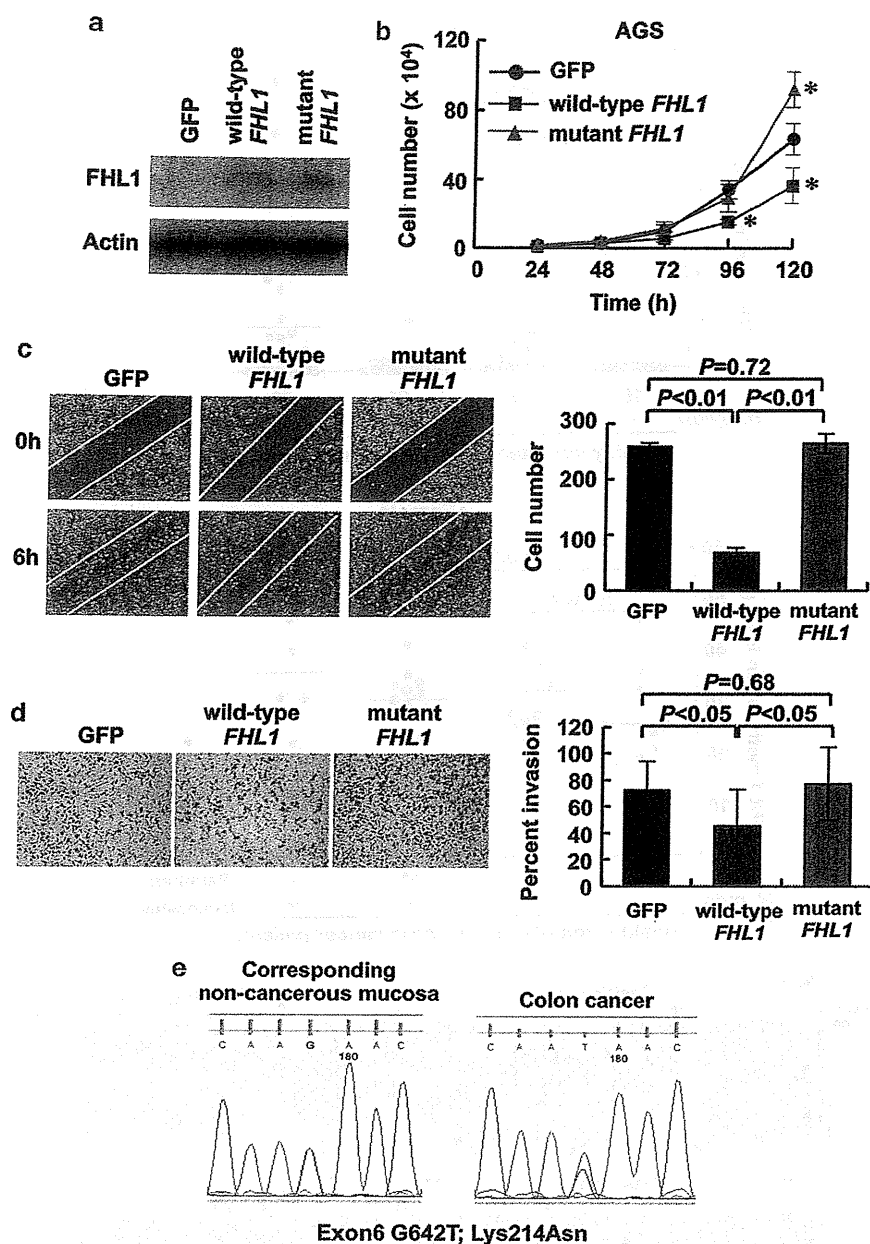 a
GFP
wild-type
FHL1
mutant
FHL1
FHL1
Actin
b
AGS
Cell number (x 10⁴)
120
80
40
0
GFP
wild-type FHL1
mutant FHL1
*
*
*
0 24 48 72 96 120
Time (h)
c
GFP
wild-type
FHL1
mutant
FHL1
0h
6h
P=0.72
P<0.01 P<0.01
Cell number
300
200
100
0
GFP
wild-type
FHL1
mutant
FHL1
d
GFP
wild-type
FHL1
mutant
FHL1
P=0.68
P<0.05 P<0.05
Percent invasion
120
100
80
60
40
20
0
GFP
wild-type
FHL1
mutant
FHL1
e
Corresponding
non-cancerous mucosa
C A A G A A C
180
Colon cancer
C A A T A A C
180
Exon6 G642T; Lys214Asn